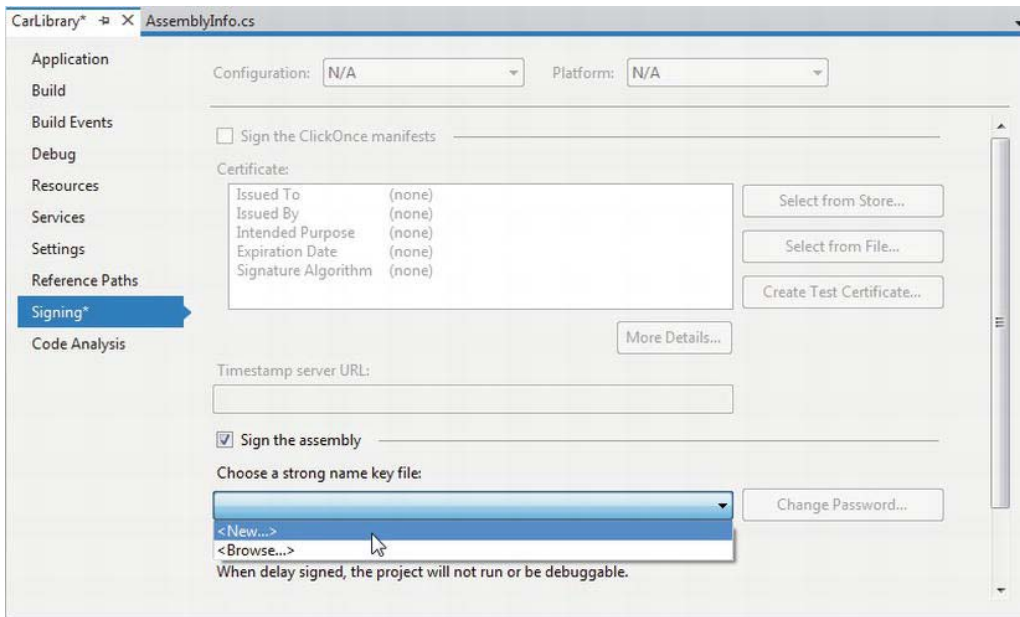 CarLibrary* AssemblyInfo.cs
Application
Build
Build Events
Debug
Resources
Services
Settings
Reference Paths
Signing*
Code Analysis
Configuration: N/A Platform: N/A
Sign the ClickOnce manifests
Certificate:
Issued To (none)
Issued By (none)
Intended Purpose (none)
Expiration Date (none)
Signature Algorithm (none)
Select from Store...
Select from File...
Create Test Certificate...
More Details...
Timestamp server URL:
Sign the assembly
Choose a strong name key file:
Change Password...
<New...>
<Browse...>
When delay signed, the project will not run or be debuggable.